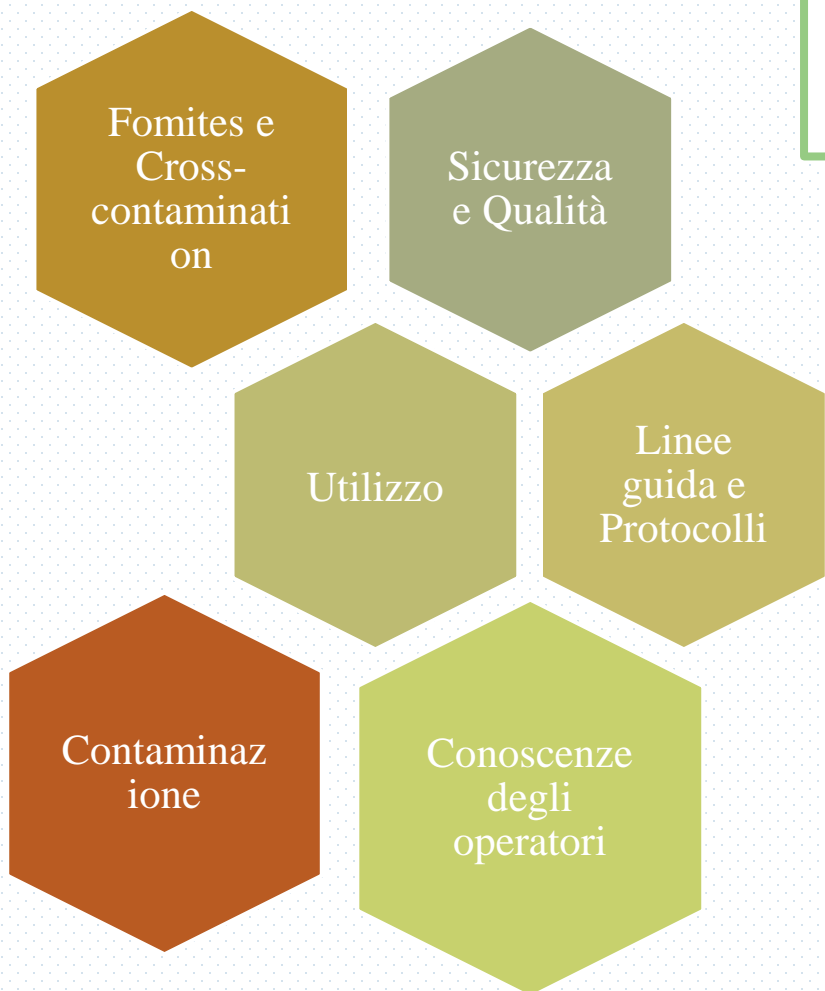 Fomites e
Cross-
contaminati
on
Sicurezza
e Qualità
Utilizzo
Linee
guida e
Protocolli
Contaminaz
ione
Conoscenze
degli
operatori